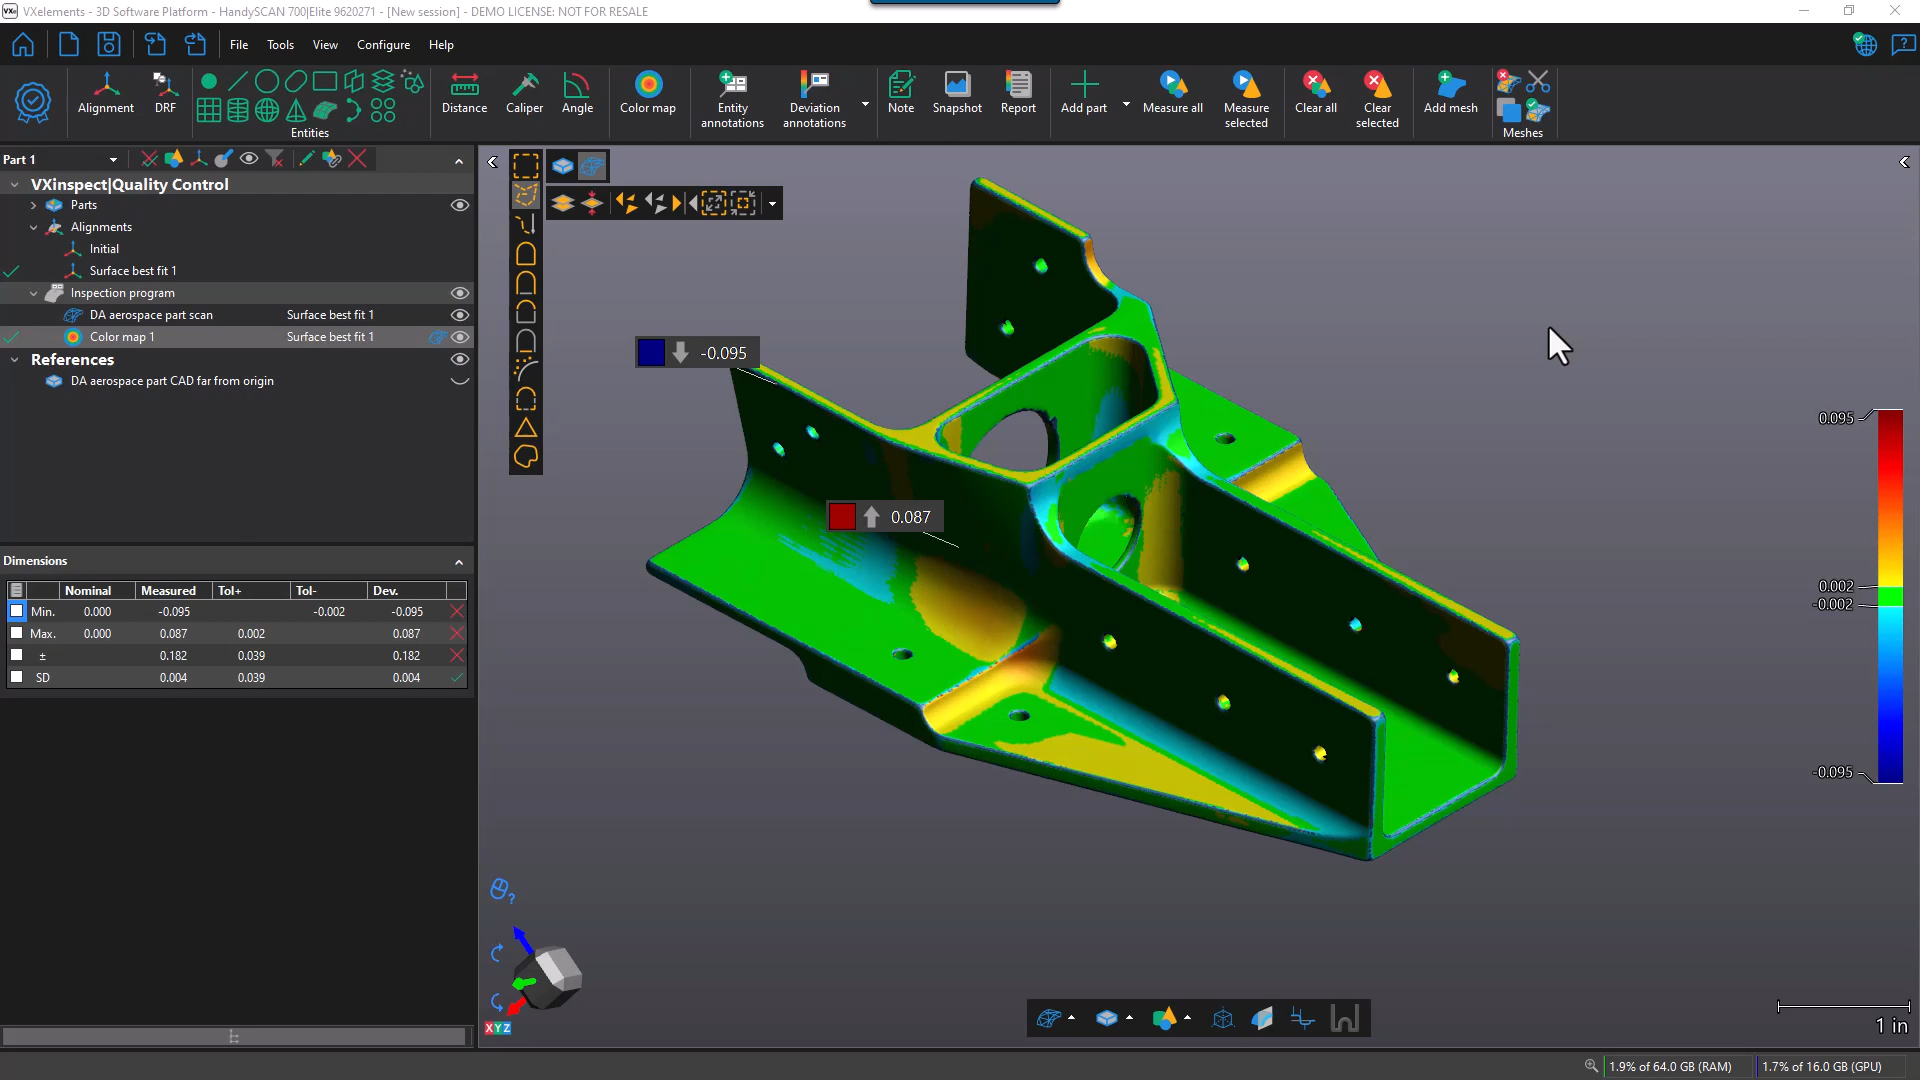 VXelements - 3D Software Platform - HandySCAN 700|Elite 9620271 - [New session] - DEMO LICENSE: NOT FOR RESALE
File Tools View Configure Help
Alignment DRF Entities Distance Caliper Angle Color map Entity annotations Deviation annotations Note Snapshot Report Add part Measure all Measure selected Clear all Clear selected Add mesh Meshes
Part 1
VXinspect|Quality Control
Parts
Alignments
Initial
Surface best fit 1
Inspection program
DA aerospace part scan Surface best fit 1
Color map 1 Surface best fit 1
References
DA aerospace part CAD far from origin
Dimensions
Nominal Measured Tol+ Tol- Dev.
Min. 0.000 -0.095 -0.002 -0.095
Max. 0.000 0.087 0.002 0.087
± 0.182 0.039 0.182
SD 0.004 0.039 0.004
-0.095
0.087
0.095
0.002
-0.002
-0.095
XYZ
1 in
1.9% of 64.0 GB (RAM) 1.7% of 16.0 GB (GPU)